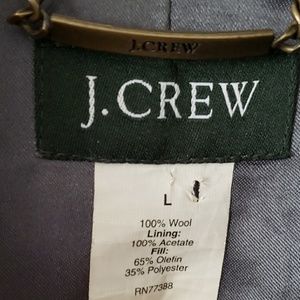 J.CREW
J.CREW
L
100% Wool
Lining:
100% Acetate
Fill:
65% Olefin
35% Polyester
RN77388